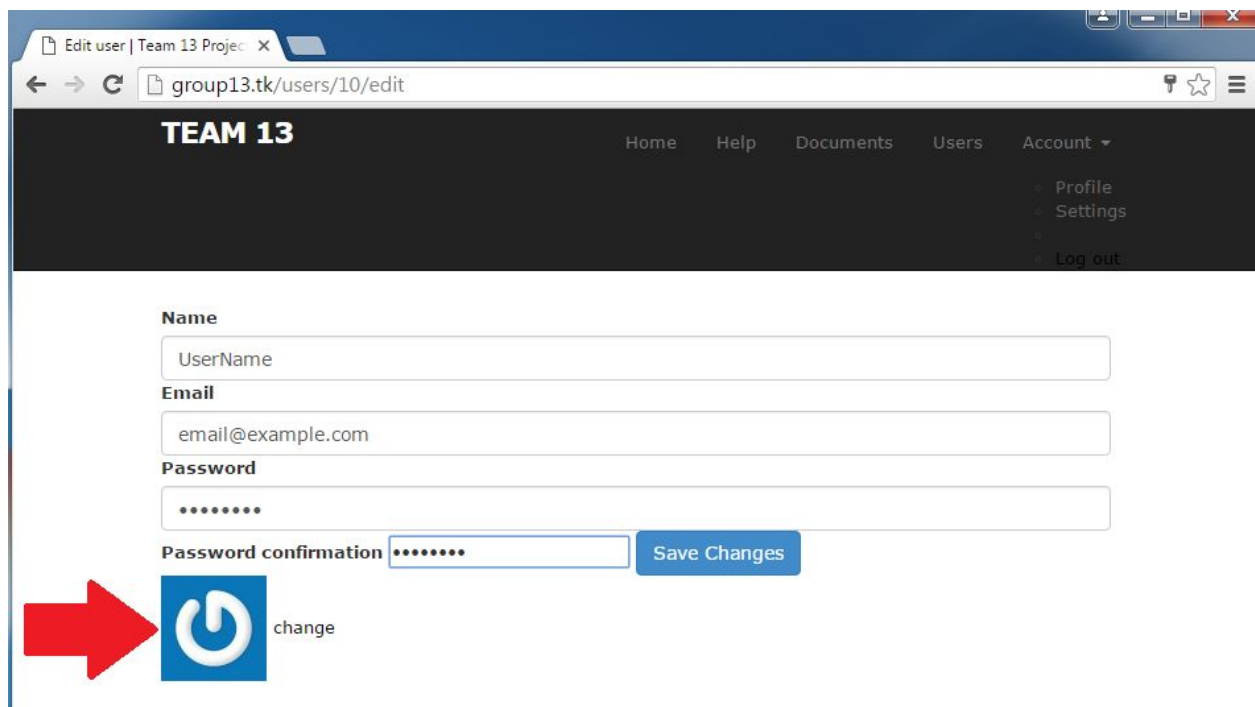 Edit user | Team 13 Projec
group13.tk/users/10/edit
TEAM 13 Home Help Documents Users Account
Profile
Settings
Log out
Name
UserName
Email
email@example.com
Password
••••••••
Password confirmation •••••••• Save Changes
change